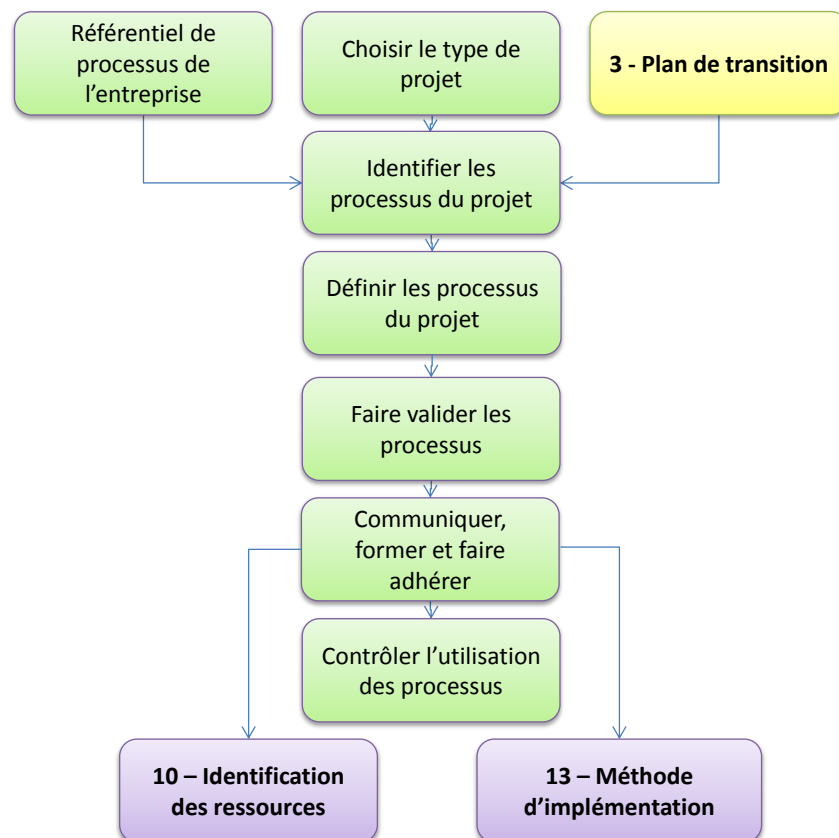 Référentiel de
processus de
l’entreprise
Choisir le type de
projet
3 - Plan de transition
Identifier les
processus du projet
Définir les processus
du projet
Faire valider les
processus
Communiquer,
former et faire
adhérer
Contrôler l’utilisation
des processus
10 – Identification
des ressources
13 – Méthode
d’implémentation